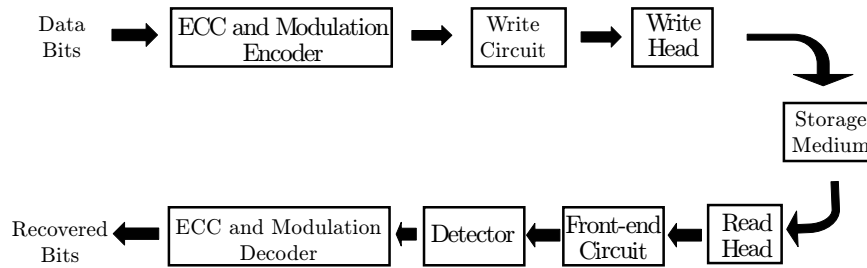 Data
Bits
ECC and Modulation
Encoder
Write
Circuit
Write
Head
Storage
Medium
Recovered
Bits
ECC and Modulation
Decoder
Detector
Front-end
Circuit
Read
Head